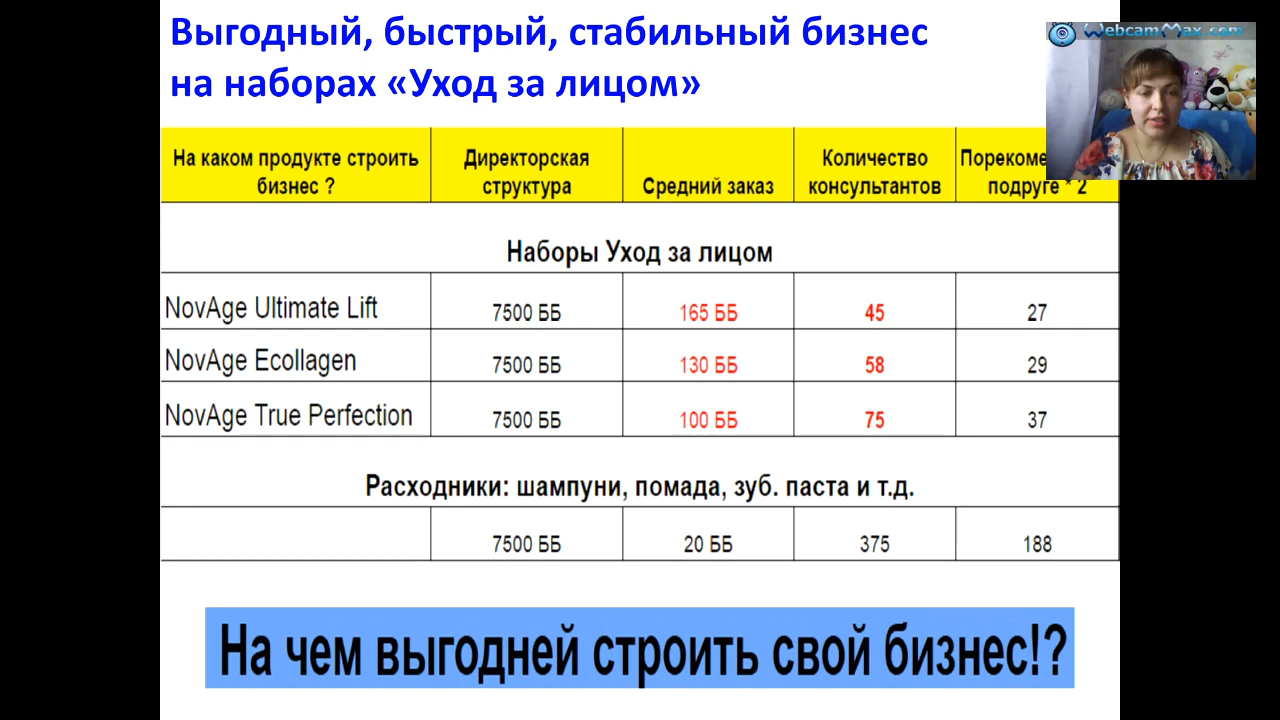 Выгодный, быстрый, стабильный бизнес
на наборах «Уход за лицом»
WebcamMax.com
На каком продукте строить
бизнес ?
Директорская
структура
Средний заказ
Количество
консультантов
подруге * 2
Наборы Уход за лицом
NovAge Ultimate Lift 7500 ББ 165 ББ 45 27
NovAge Ecollagen 7500 ББ 130 ББ 58 29
NovAge True Perfection 7500 ББ 100 ББ 75 37
Расходники: шампуни, помада, зуб. паста и т.д.
7500 ББ 20 ББ 375 188
На чем выгодней строить свой бизнес!?